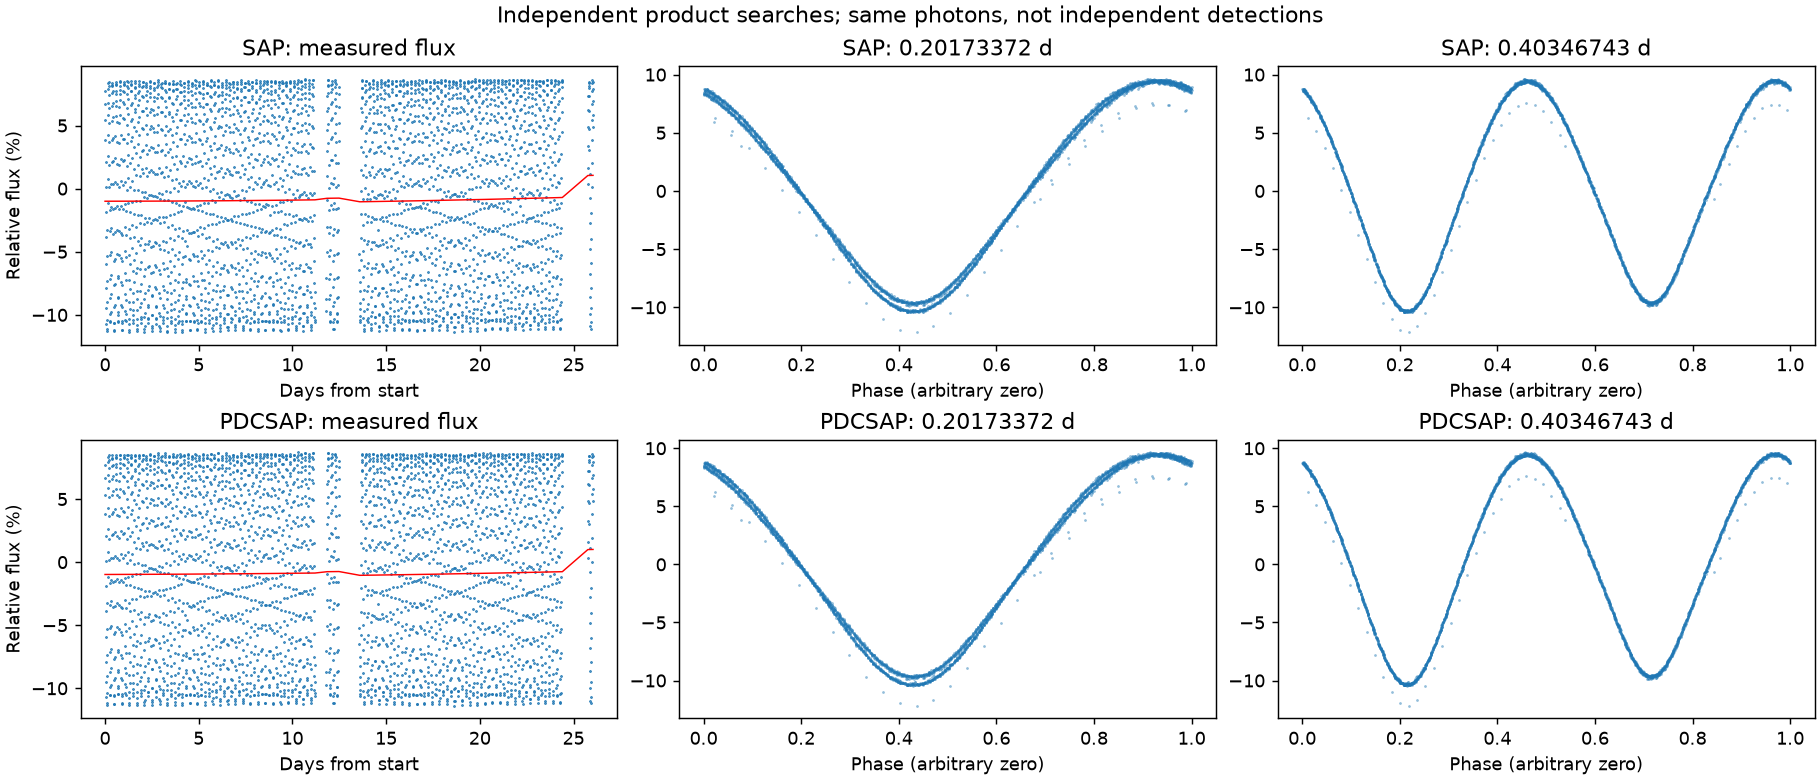 Independent product searches; same photons, not independent detections
SAP: measured flux
Relative flux (%)
5
0
−5
−10
0 5 10 15 20 25
Days from start
SAP: 0.20173372 d
10
5
0
−5
−10
0.0 0.2 0.4 0.6 0.8 1.0
Phase (arbitrary zero)
SAP: 0.40346743 d
10
5
0
−5
−10
0.0 0.2 0.4 0.6 0.8 1.0
Phase (arbitrary zero)
PDCSAP: measured flux
Relative flux (%)
5
0
−5
−10
0 5 10 15 20 25
Days from start
PDCSAP: 0.20173372 d
10
5
0
−5
−10
0.0 0.2 0.4 0.6 0.8 1.0
Phase (arbitrary zero)
PDCSAP: 0.40346743 d
10
5
0
−5
−10
0.0 0.2 0.4 0.6 0.8 1.0
Phase (arbitrary zero)